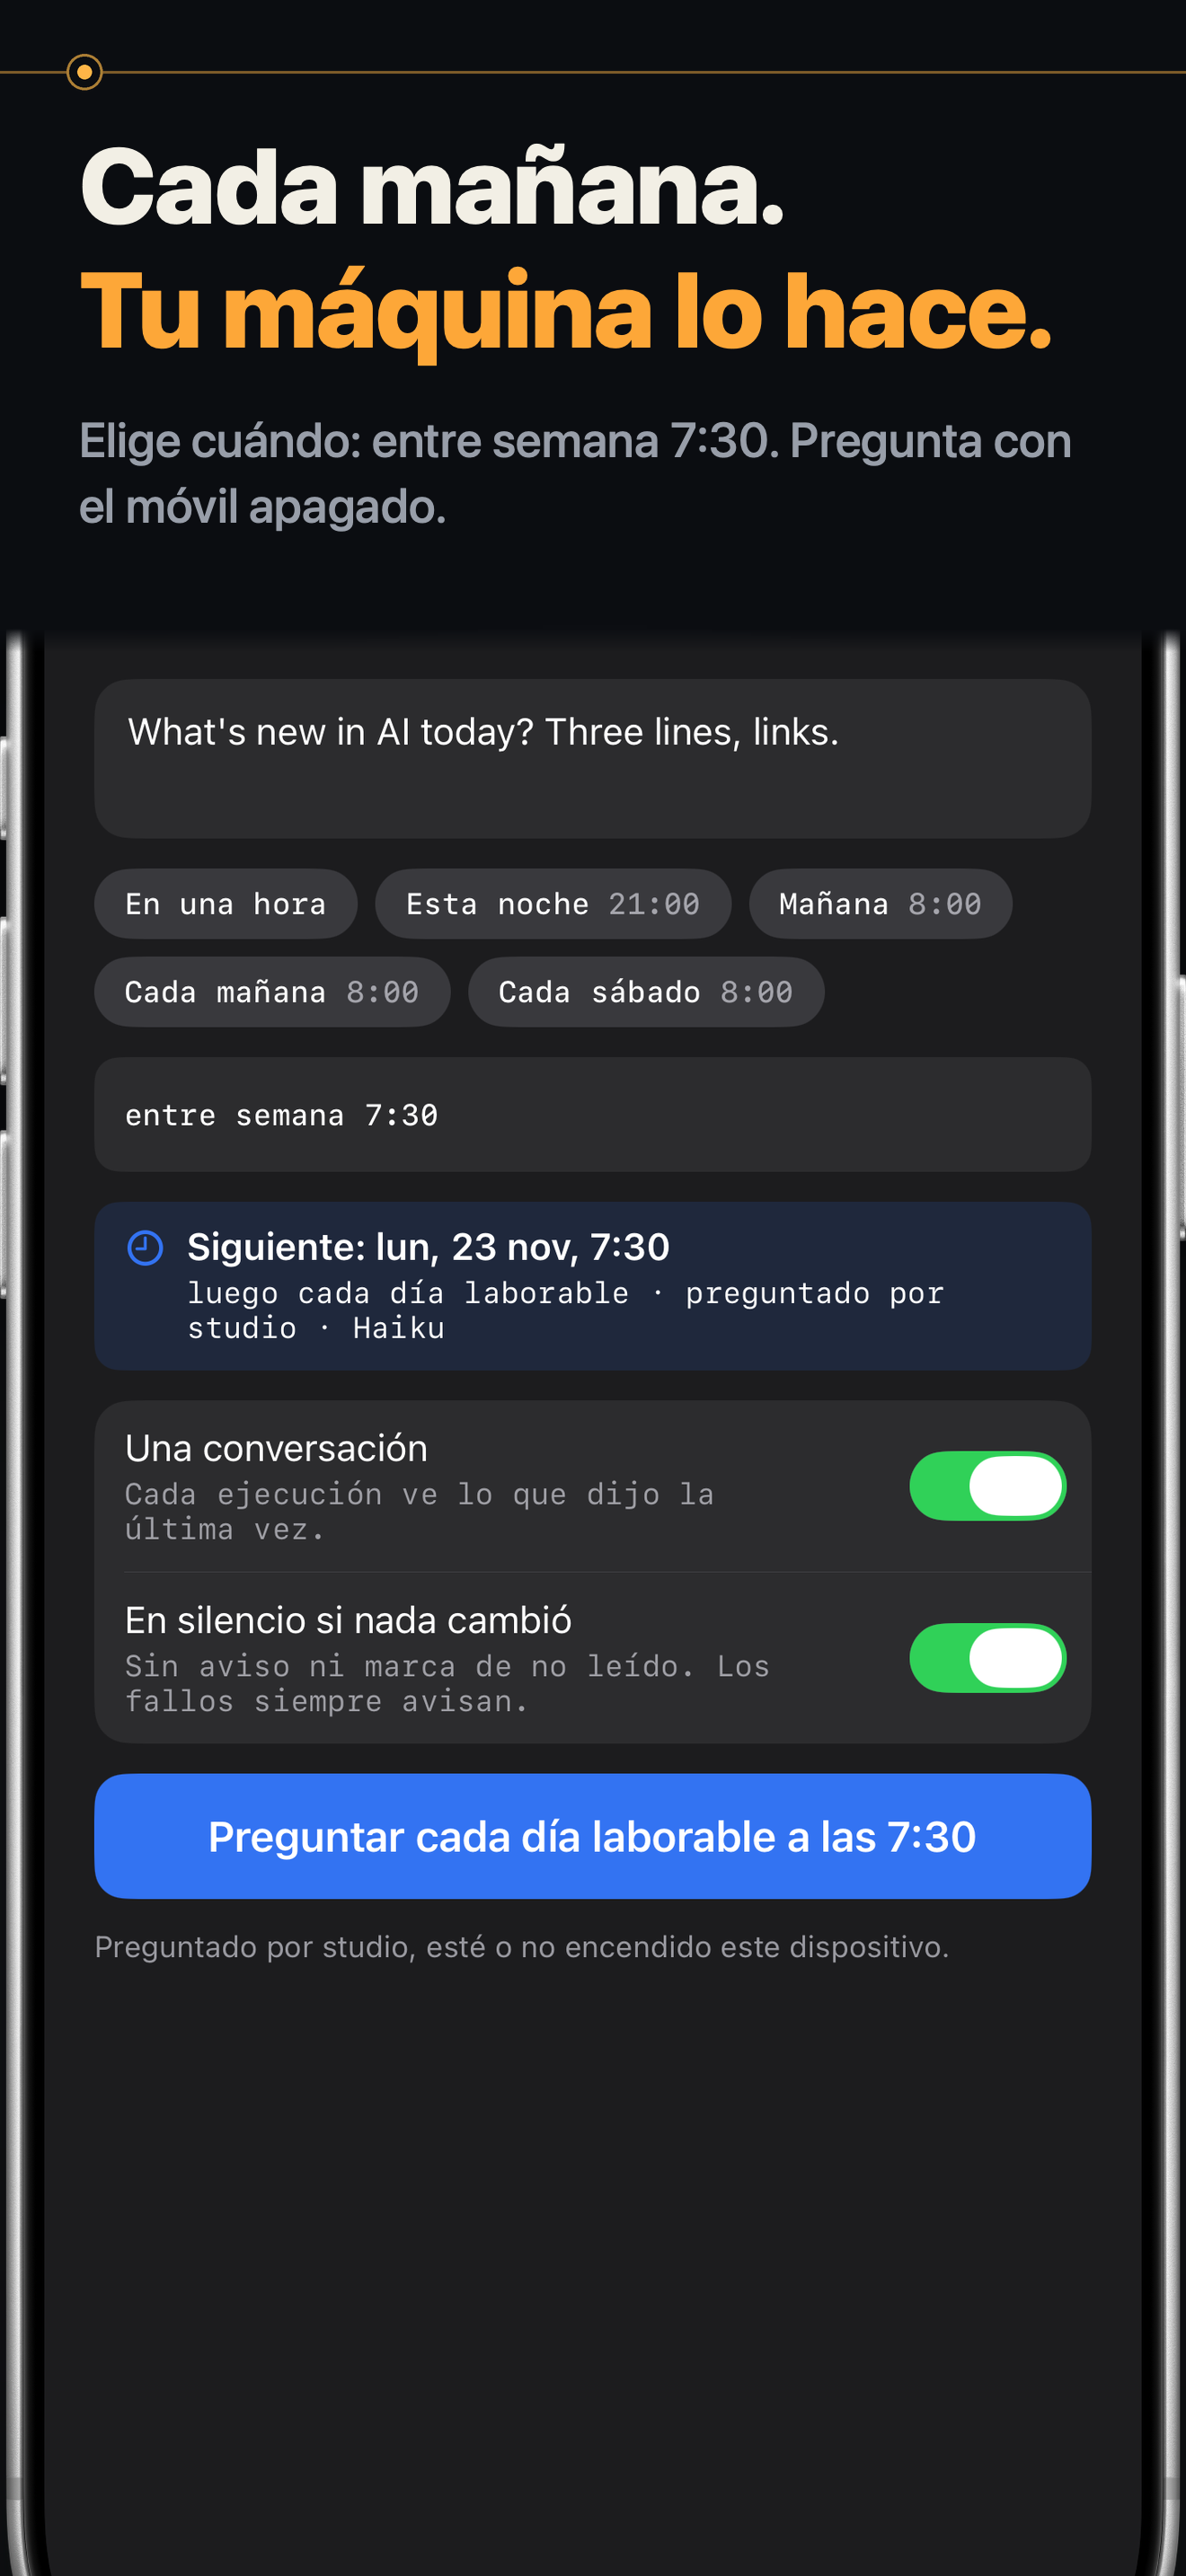 Cada mañana.
Tu máquina lo hace.
Elige cuándo: entre semana 7:30. Pregunta con
el móvil apagado.
What's new in AI today? Three lines, links.
En una hora
Esta noche 21:00
Mañana 8:00
Cada mañana 8:00
Cada sábado 8:00
entre semana 7:30
Siguiente: lun, 23 nov, 7:30
luego cada día laborable · preguntado por
studio · Haiku
Una conversación
Cada ejecución ve lo que dijo la
última vez.
En silencio si nada cambió
Sin aviso ni marca de no leído. Los
fallos siempre avisan.
Preguntar cada día laborable a las 7:30
Preguntado por studio, esté o no encendido este dispositivo.